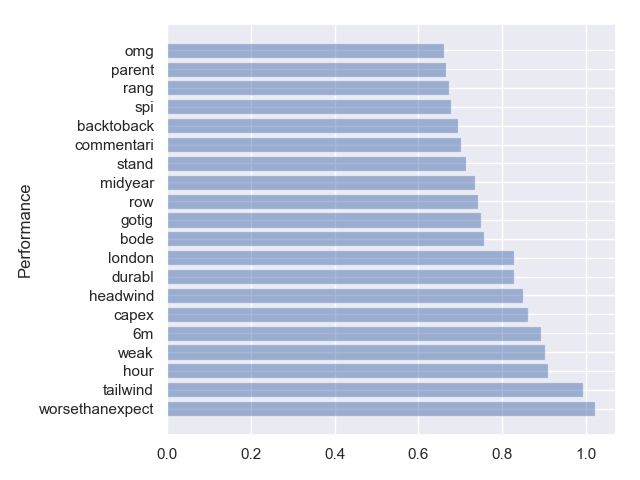 omg
parent
rang
spi
backtoback
commentari
stand
midyear
row
gotig
bode
london
durabl
headwind
capex
6m
weak
hour
tailwind
worsethanexpect
Performance
0.0 0.2 0.4 0.6 0.8 1.0